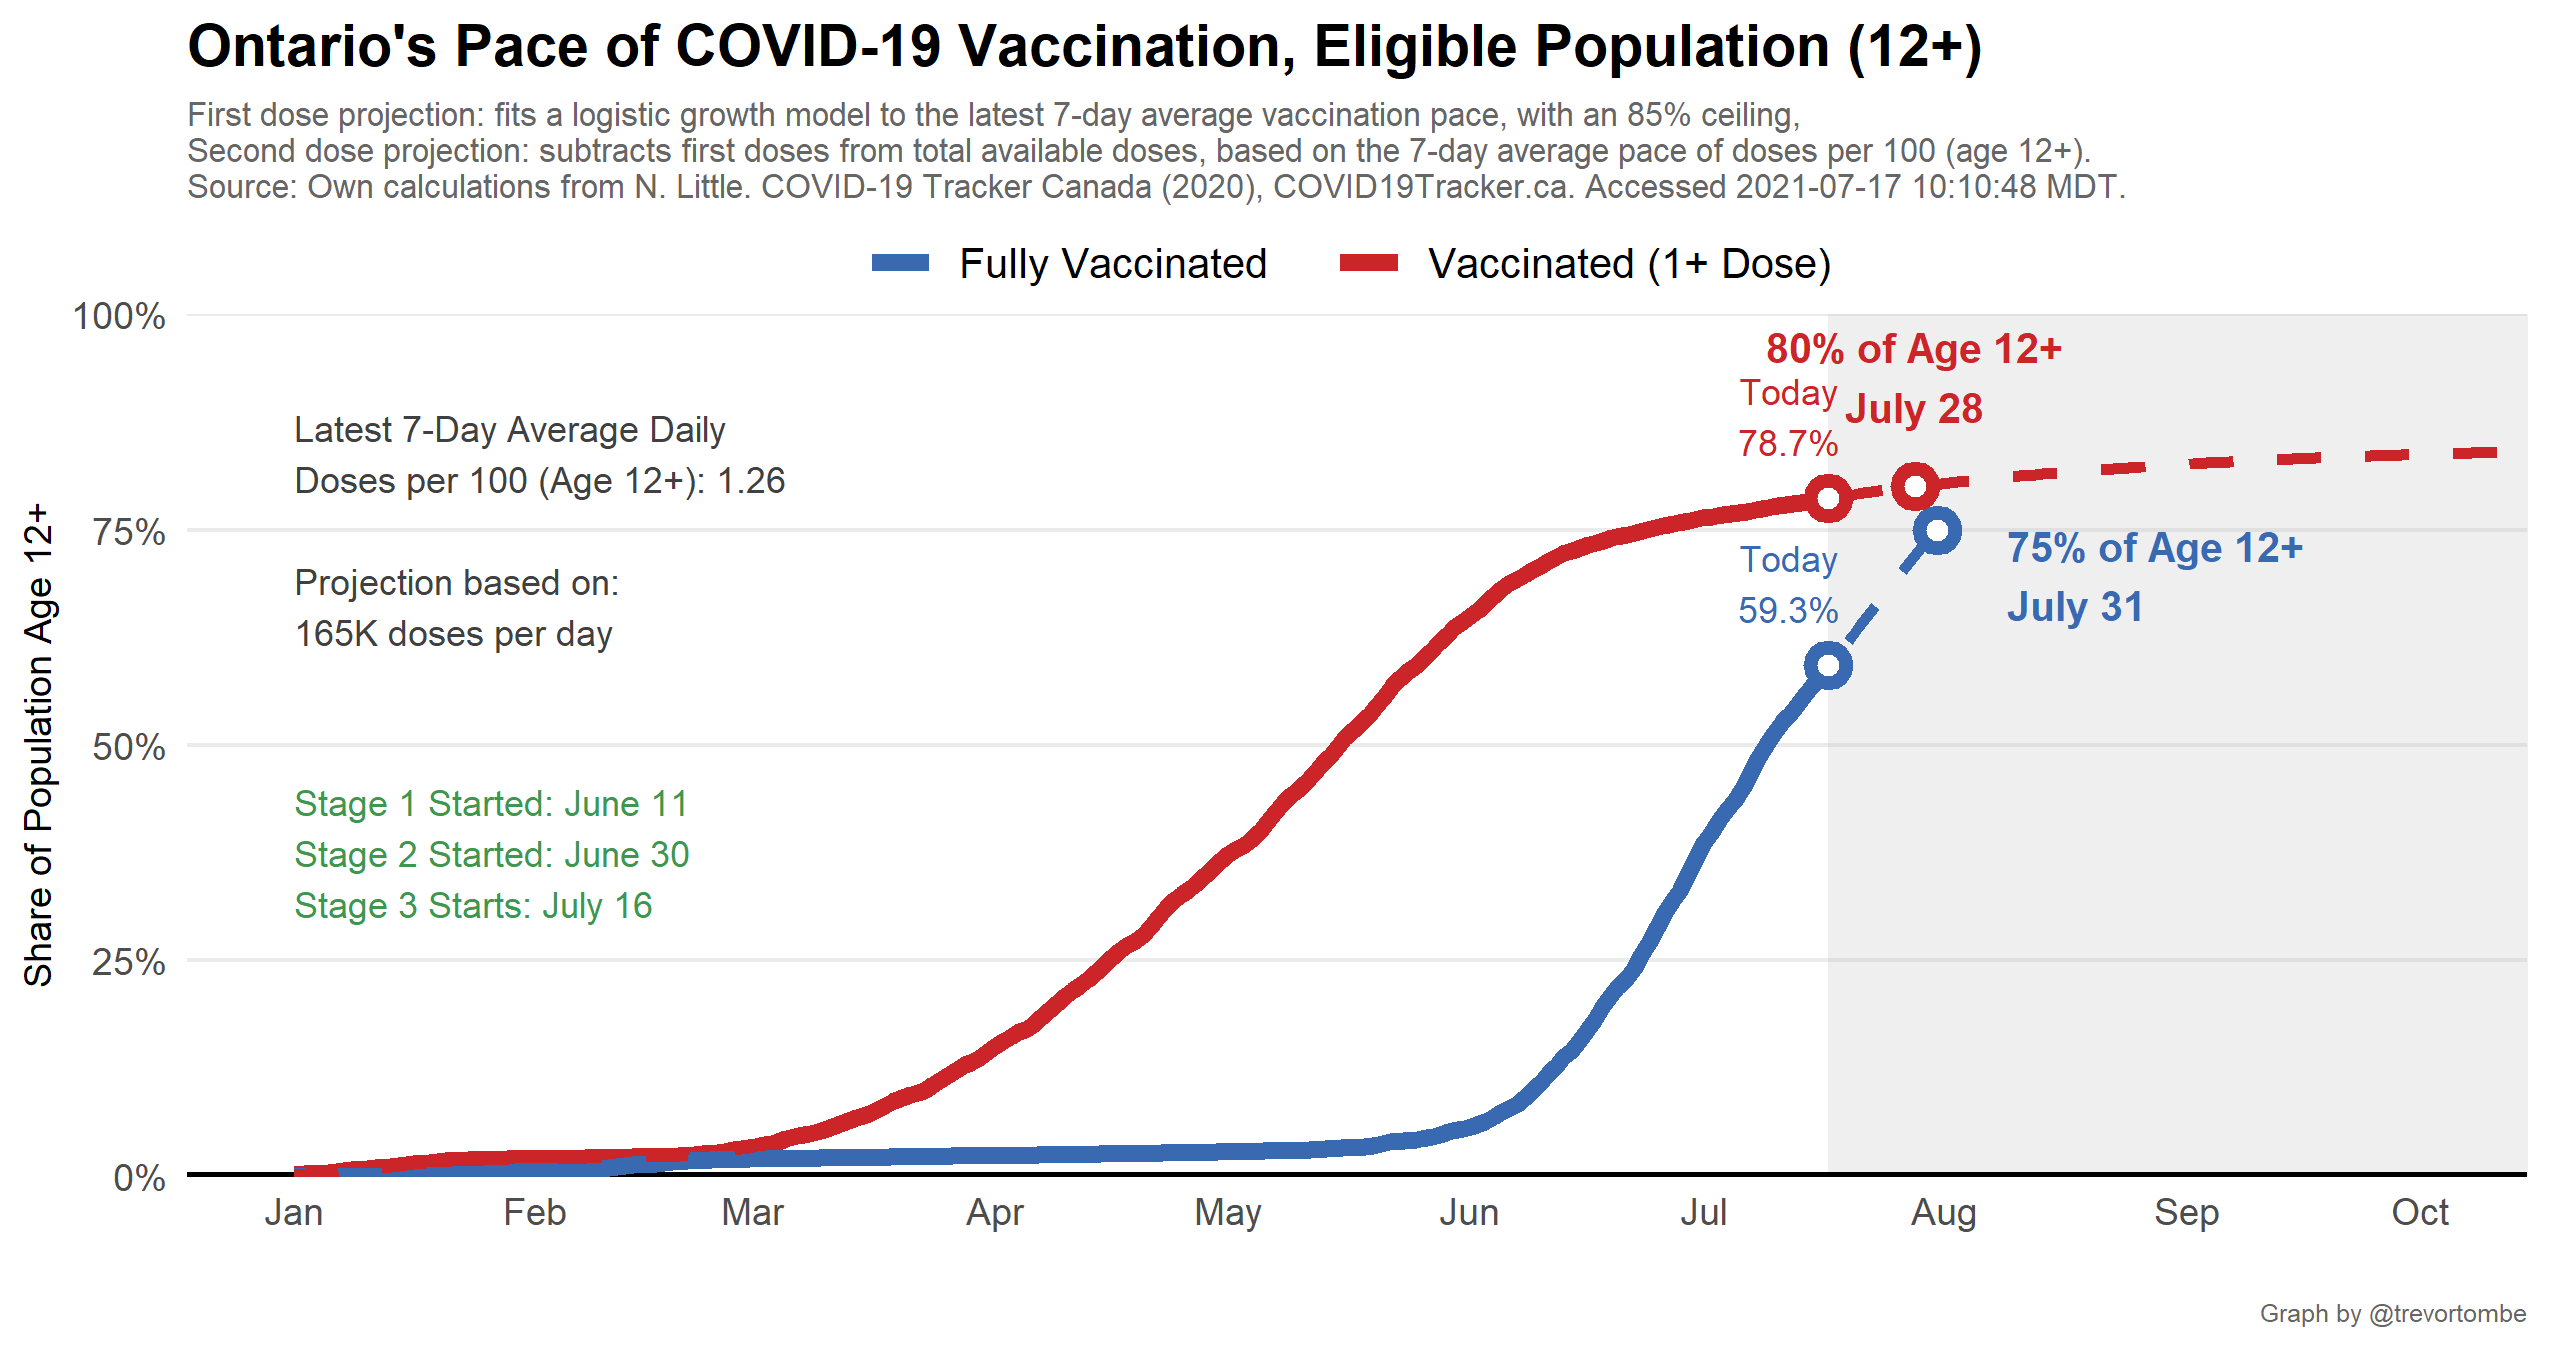 Ontario's Pace of COVID-19 Vaccination, Eligible Population (12+)
First dose projection: fits a logistic growth model to the latest 7-day average vaccination pace, with an 85% ceiling,
Second dose projection: subtracts first doses from total available doses, based on the 7-day average pace of doses per 100 (age 12+).
Source: Own calculations from N. Little. COVID-19 Tracker Canada (2020), COVID19Tracker.ca. Accessed 2021-07-17 10:10:48 MDT.
Fully Vaccinated
Vaccinated (1+ Dose)
Share of Population Age 12+
100%
75%
50%
25%
0%
Latest 7-Day Average Daily
Doses per 100 (Age 12+): 1.26
Projection based on:
165K doses per day
Stage 1 Started: June 11
Stage 2 Started: June 30
Stage 3 Starts: July 16
80% of Age 12+
July 28
Today
78.7%
Today
59.3%
75% of Age 12+
July 31
Jan
Feb
Mar
Apr
May
Jun
Jul
Aug
Sep
Oct
Graph by @trevortombe